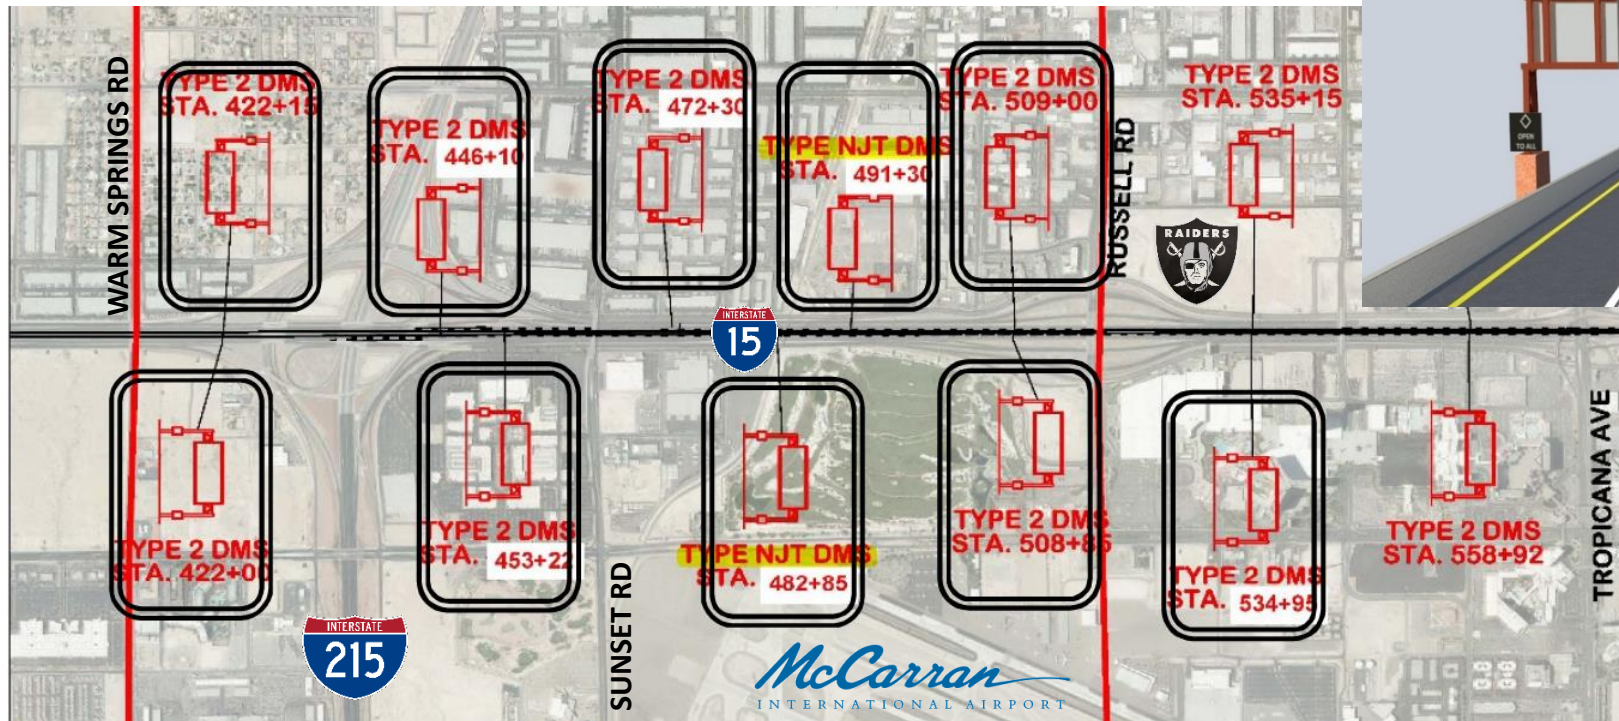 WARM SPRINGS RD
TYPE 2 DMS
STA. 422+15
TYPE 2 DMS
STA. 446+10
TYPE 2 DMS
STA. 472+30
TYPE NJT DMS
STA. 491+30
TYPE 2 DMS
STA. 509+00
RUSSELL RD
TYPE 2 DMS
STA. 535+15
RAIDERS
OPEN
TO ALL
INTERSTATE
15
TYPE 2 DMS
STA. 422+00
INTERSTATE
215
TYPE 2 DMS
STA. 453+22
SUNSET RD
TYPE NJT DMS
STA. 482+85
McCarran
INTERNATIONAL AIRPORT
TYPE 2 DMS
STA. 508+85
TYPE 2 DMS
STA. 534+95
TYPE 2 DMS
STA. 558+92
TROPICANA AVE